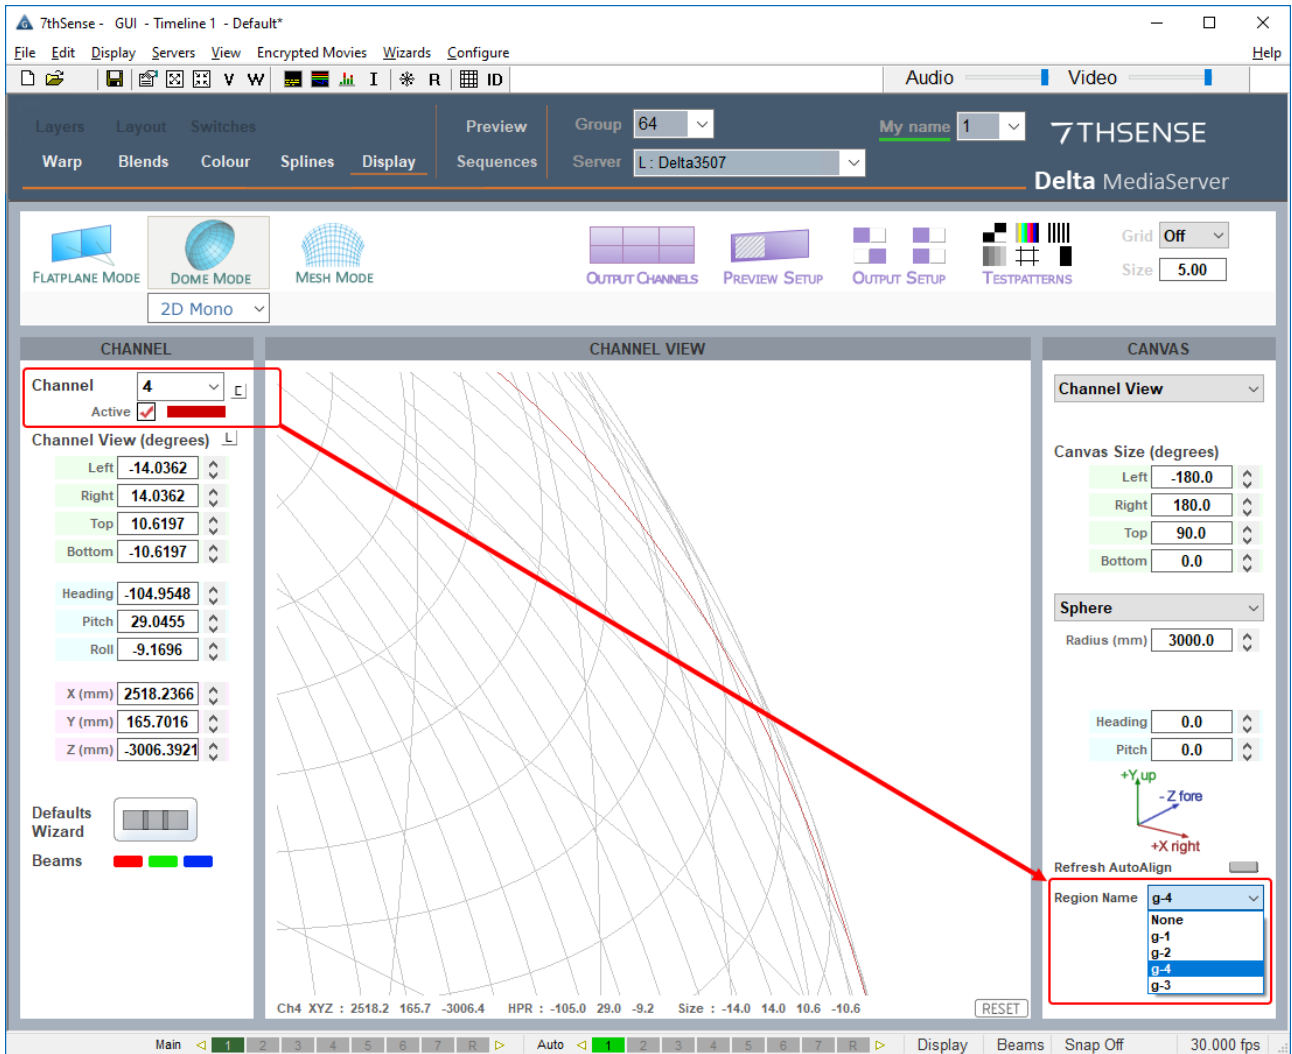 7thSense - GUI - Timeline 1 - Default*
File Edit Display Servers View Encrypted Movies Wizards Configure Help
V W I R ID Audio Video
Layers Layout Switches Preview Group 64 My name 1 7THSENSE
Warp Blends Colour Splines Display Sequences Server L : Delta3507
Delta MediaServer
FLATPLANE MODE DOME MODE MESH MODE OUTPUT CHANNELS PREVIEW SETUP OUTPUT SETUP TESTPATTERNS
Grid Off
Size 5.00
2D Mono
CHANNEL
Channel 4 C
Active
Channel View (degrees) L
Left -14.0362
Right 14.0362
Top 10.6197
Bottom -10.6197
Heading -104.9548
Pitch 29.0455
Roll -9.1696
X (mm) 2518.2366
Y (mm) 165.7016
Z (mm) -3006.3921
Defaults
Wizard
Beams
CHANNEL VIEW
Ch4 XYZ : 2518.2 165.7 -3006.4 HPR : -105.0 29.0 -9.2 Size : -14.0 14.0 10.6 -10.6 RESET
CANVAS
Channel View
Canvas Size (degrees)
Left -180.0
Right 180.0
Top 90.0
Bottom 0.0
Sphere
Radius (mm) 3000.0
Heading 0.0
Pitch 0.0
+Y up
- Z fore
+X right
Refresh AutoAlign
Region Name g-4
None
g-1
g-2
g-4
g-3
Main 1 2 3 4 5 6 7 R Auto 1 2 3 4 5 6 7 R Display Beams Snap Off 30.000 fps